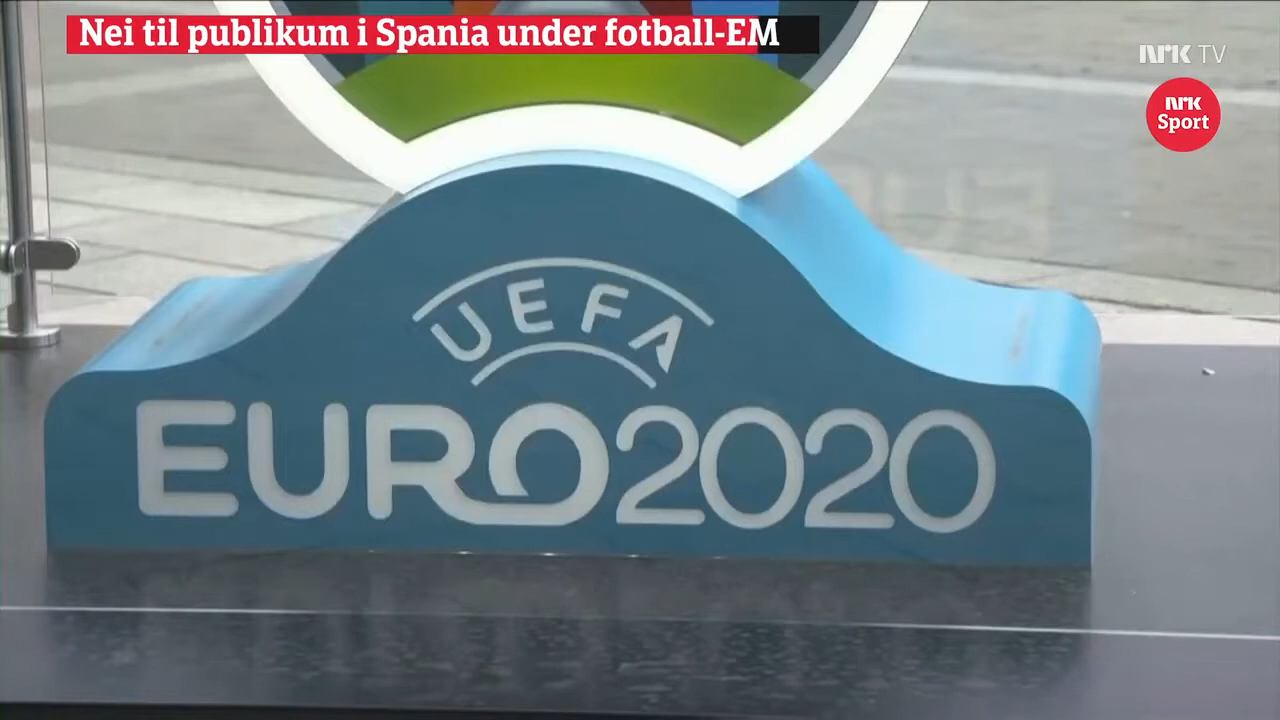 Nei til publikum i Spania under fotball-EM
NRK TV
NRK
Sport
UEFA
EURO2020